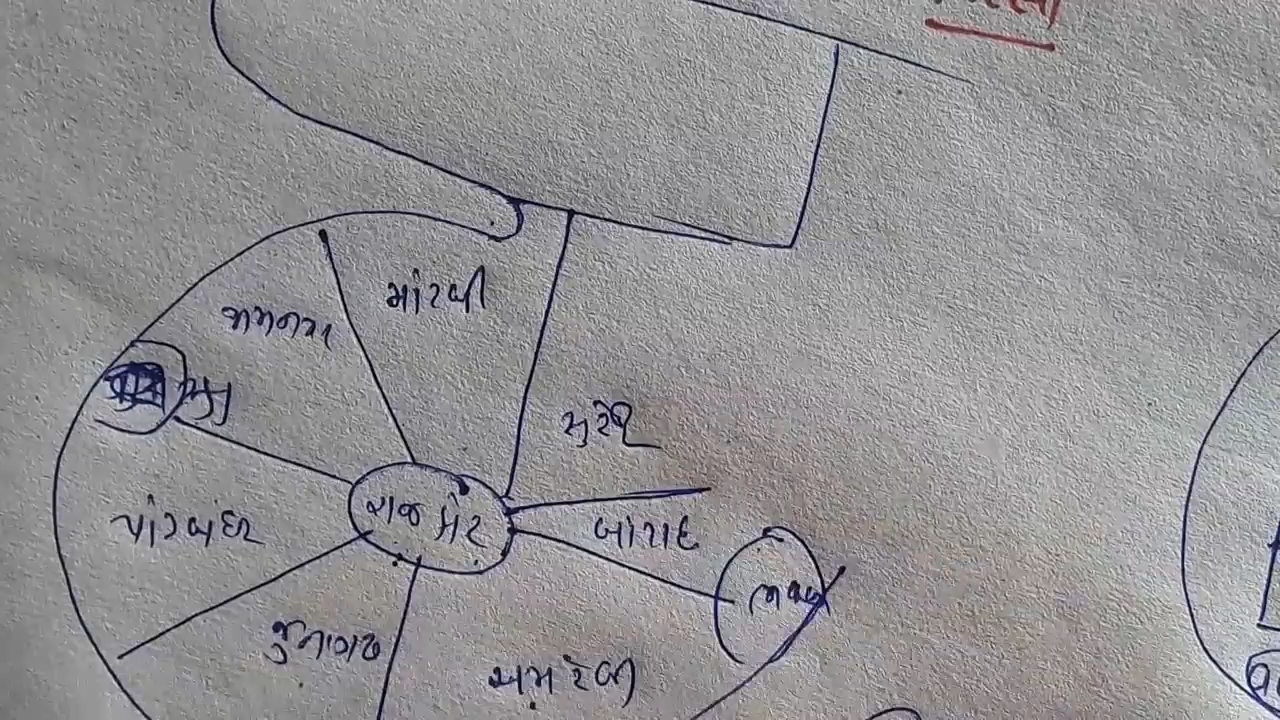 મોરબી
જામનગર
સુરેન્દ્ર
રાજકોટ
બોટાદ
પોરબંદર
ભાવ
જુનાગઢ
અમરેલી